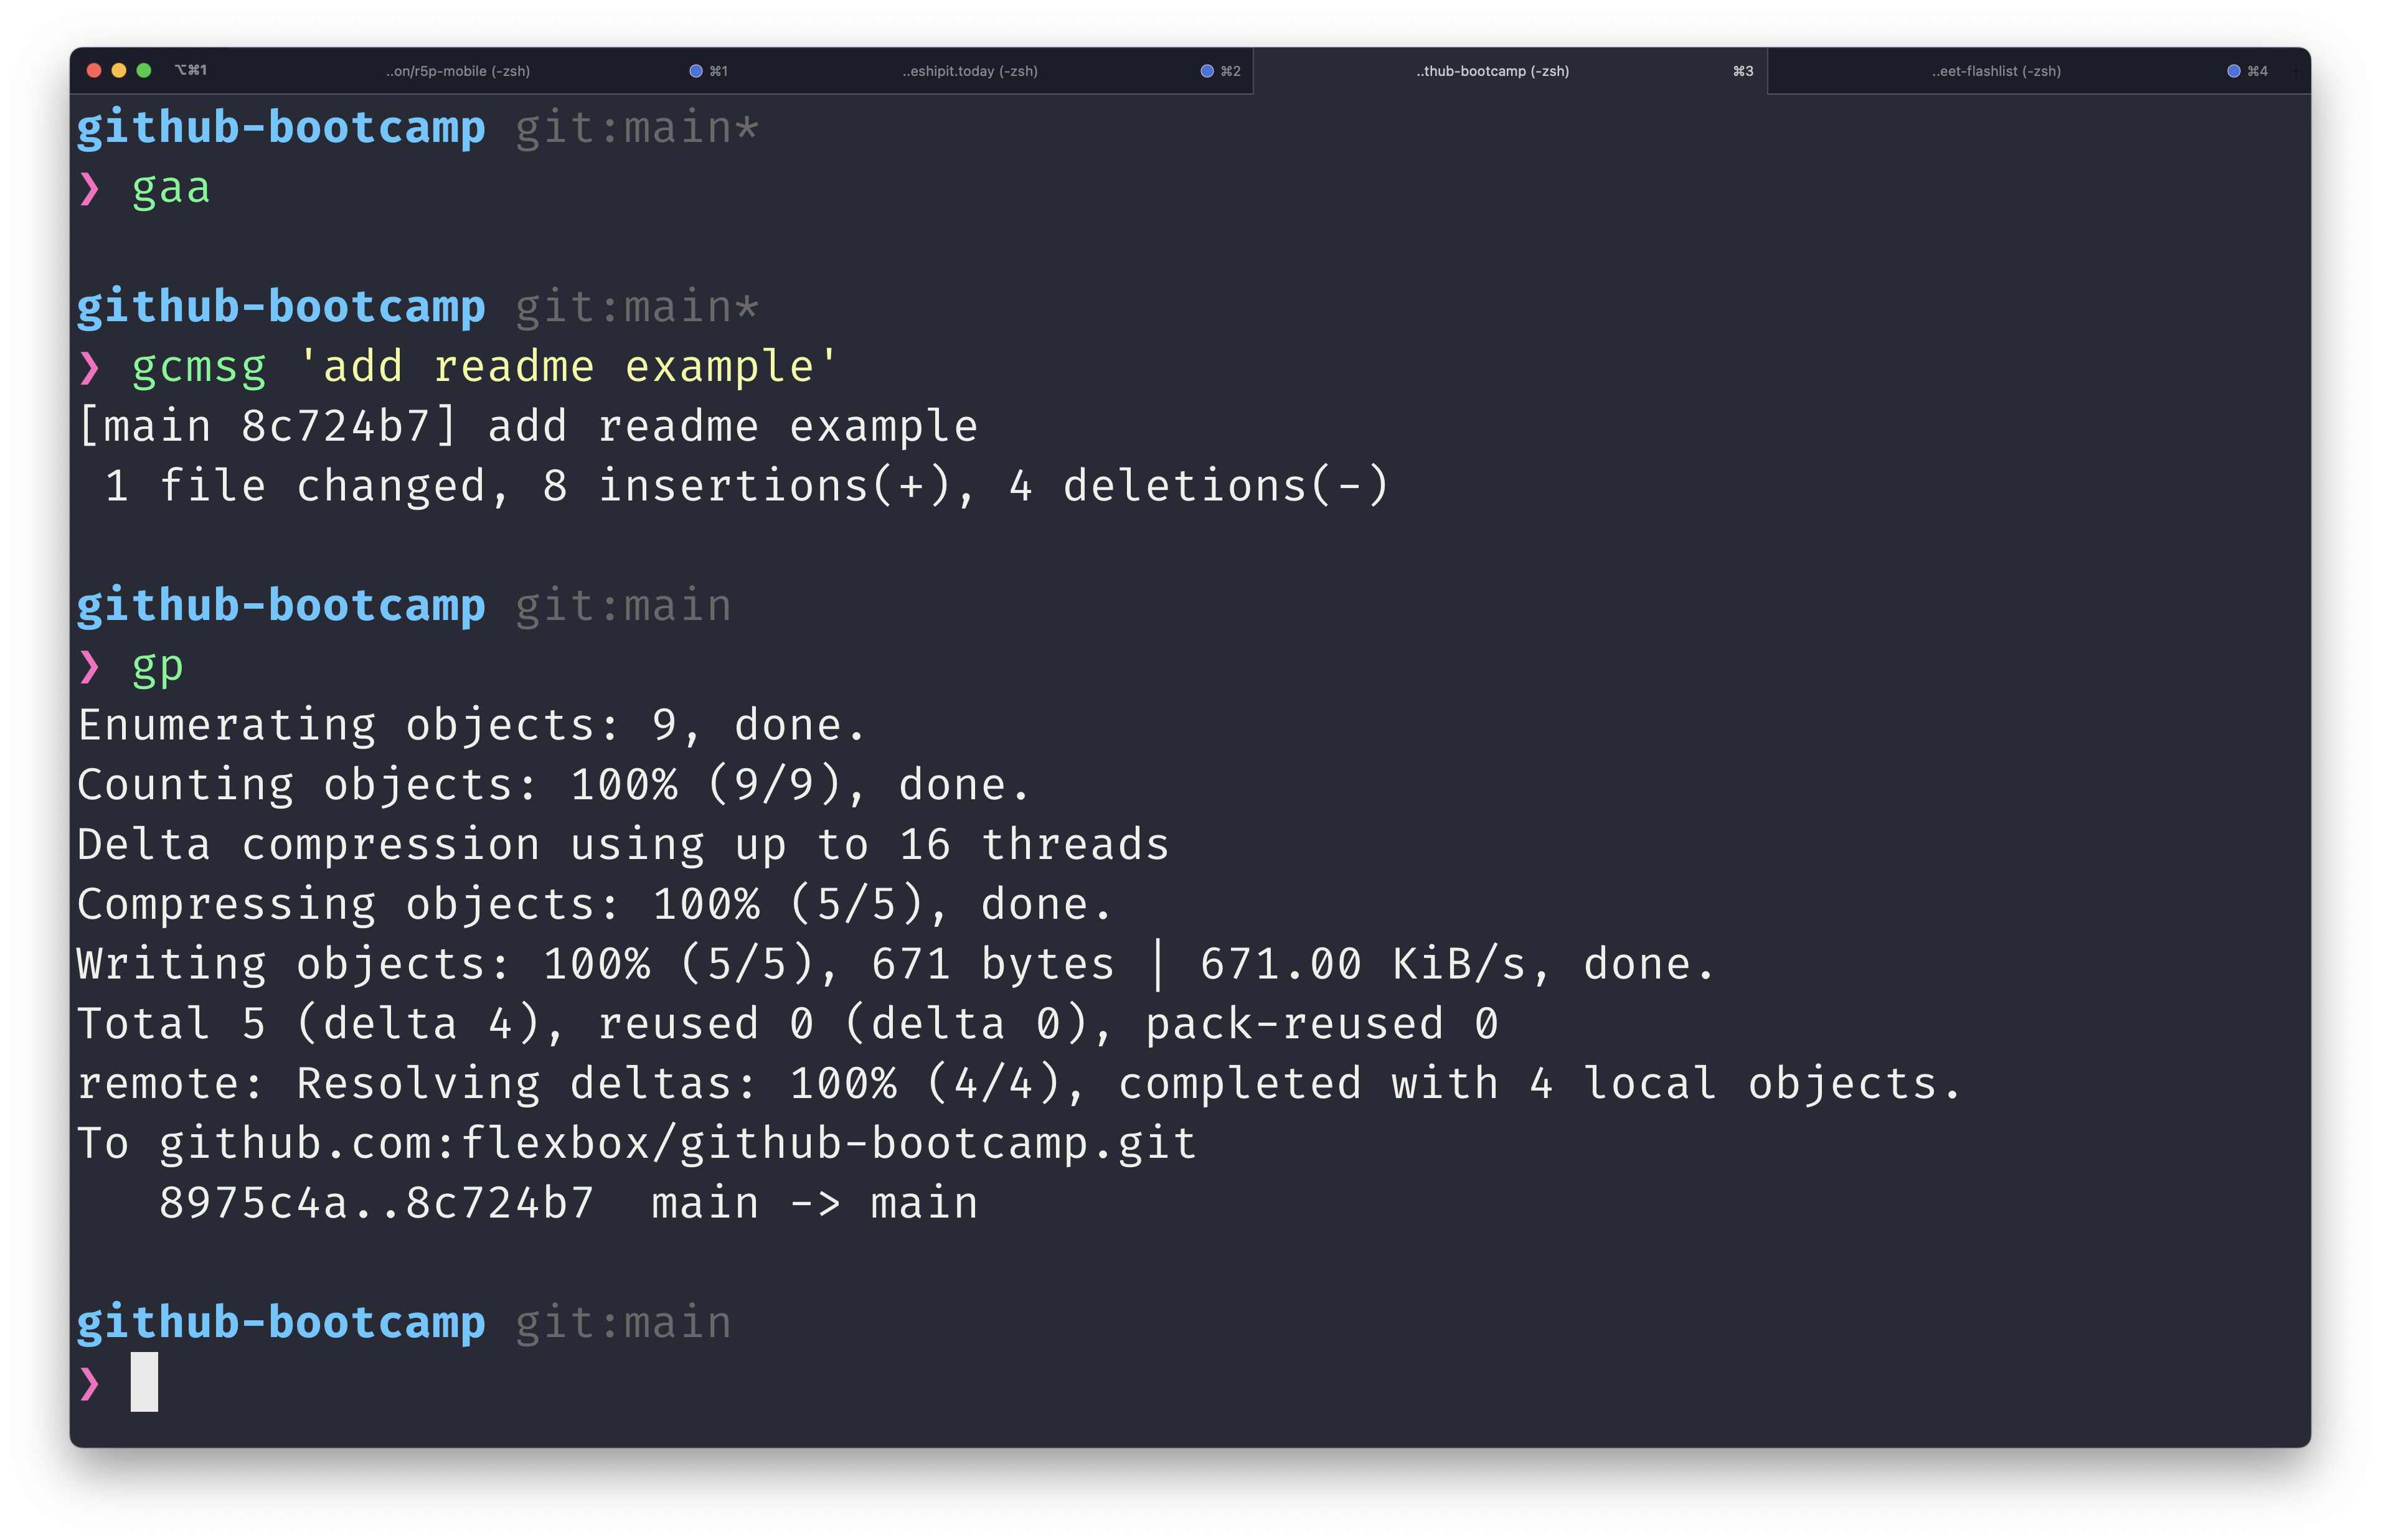 ⌥⌘1 ..on/r5p-mobile (-zsh) ⌘1 ..eshipit.today (-zsh) ⌘2 ..thub-bootcamp (-zsh) ⌘3 ..eet-flashlist (-zsh) ⌘4
github-bootcamp git:main*
❯ gaa
github-bootcamp git:main*
❯ gcmsg 'add readme example'
[main 8c724b7] add readme example
 1 file changed, 8 insertions(+), 4 deletions(-)
github-bootcamp git:main
❯ gp
Enumerating objects: 9, done.
Counting objects: 100% (9/9), done.
Delta compression using up to 16 threads
Compressing objects: 100% (5/5), done.
Writing objects: 100% (5/5), 671 bytes | 671.00 KiB/s, done.
Total 5 (delta 4), reused 0 (delta 0), pack-reused 0
remote: Resolving deltas: 100% (4/4), completed with 4 local objects.
To github.com:flexbox/github-bootcamp.git
   8975c4a..8c724b7  main -> main
github-bootcamp git:main
❯